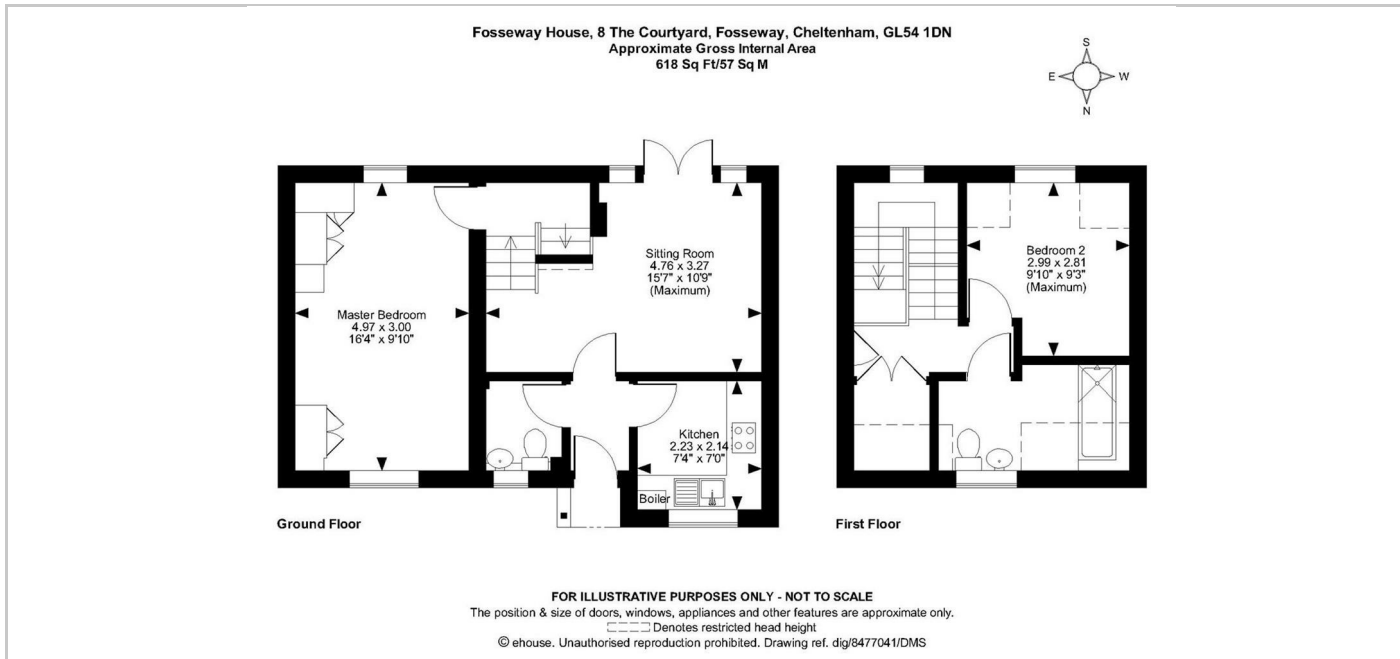 Fosseway House, 8 The Courtyard, Fosseway, Cheltenham, GL54 1DN
Approximate Gross Internal Area
618 Sq Ft/57 Sq M
S
E
W
N
Master Bedroom
4.97 x 3.00
16'4" x 9'10"
Sitting Room
4.76 x 3.27
15'7" x 10'9"
(Maximum)
Kitchen
2.23 x 2.14
7'4" x 7'0"
Boiler
Ground Floor
Bedroom 2
2.99 x 2.81
9'10" x 9'3"
(Maximum)
First Floor
FOR ILLUSTRATIVE PURPOSES ONLY - NOT TO SCALE
The position & size of doors, windows, appliances and other features are approximate only.
Denotes restricted head height
© ehouse. Unauthorised reproduction prohibited. Drawing ref. dig/8477041/DMS